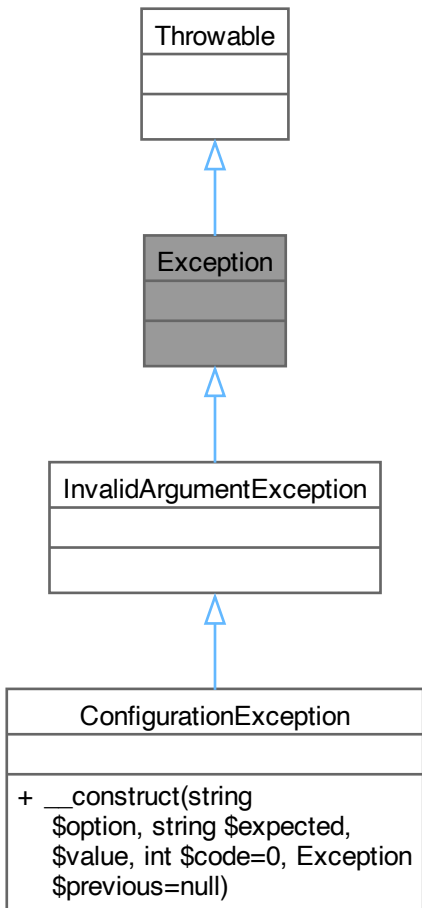 Throwable
Exception
InvalidArgumentException
ConfigurationException
+ __construct(string
$option, string $expected,
$value, int $code=0, Exception
$previous=null)